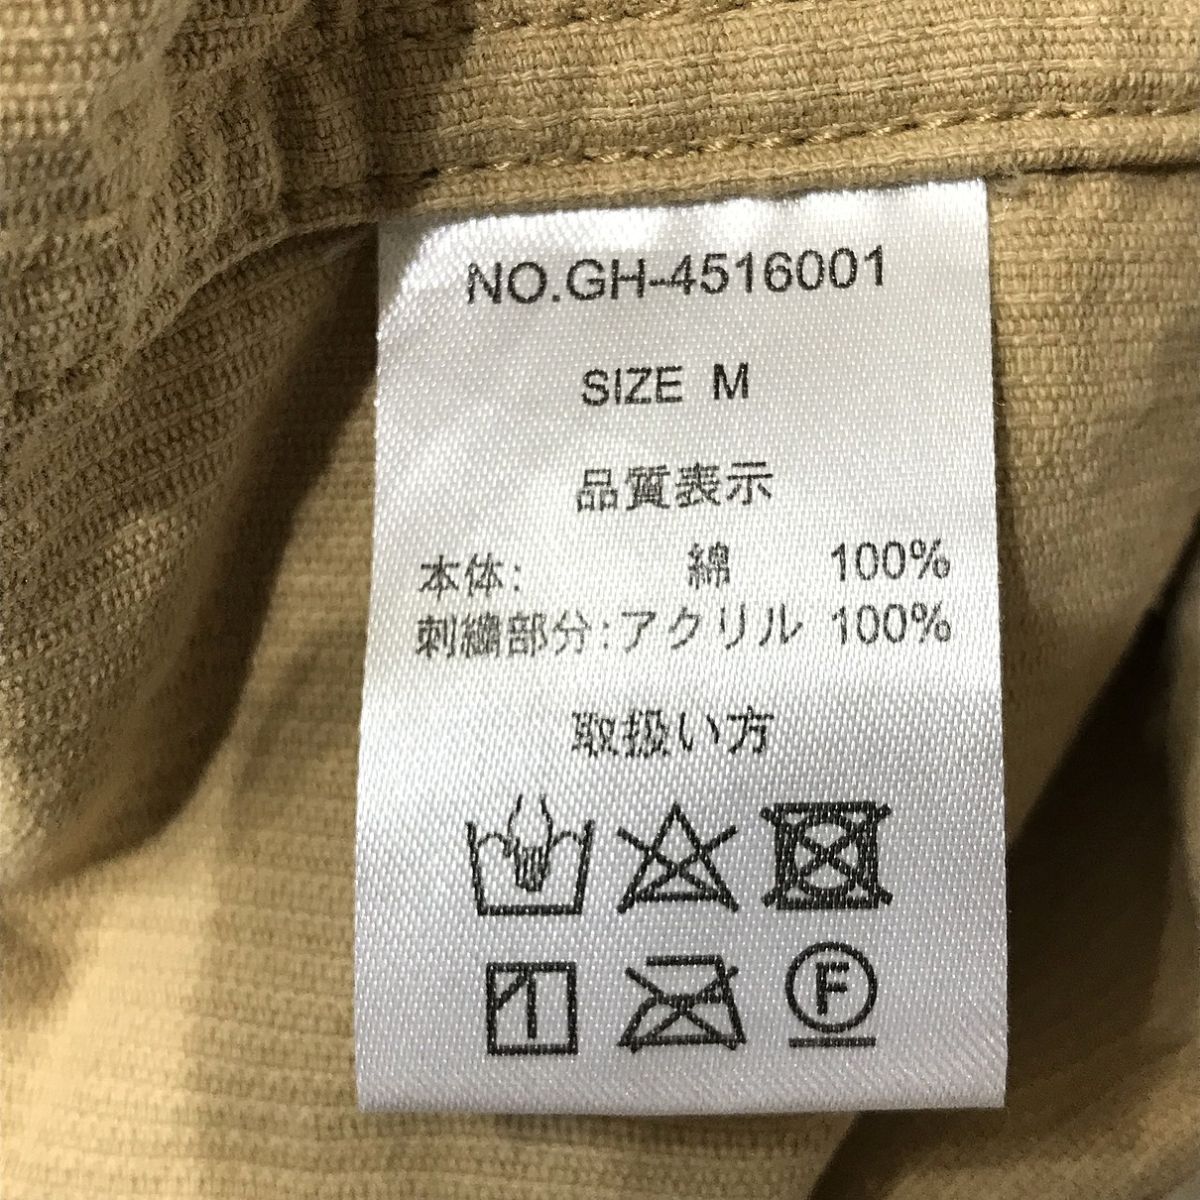 NO.GH-4516001
SIZE M
品質表示
本体: 綿 100%
刺繍部分:アクリル 100%
取扱い方
F